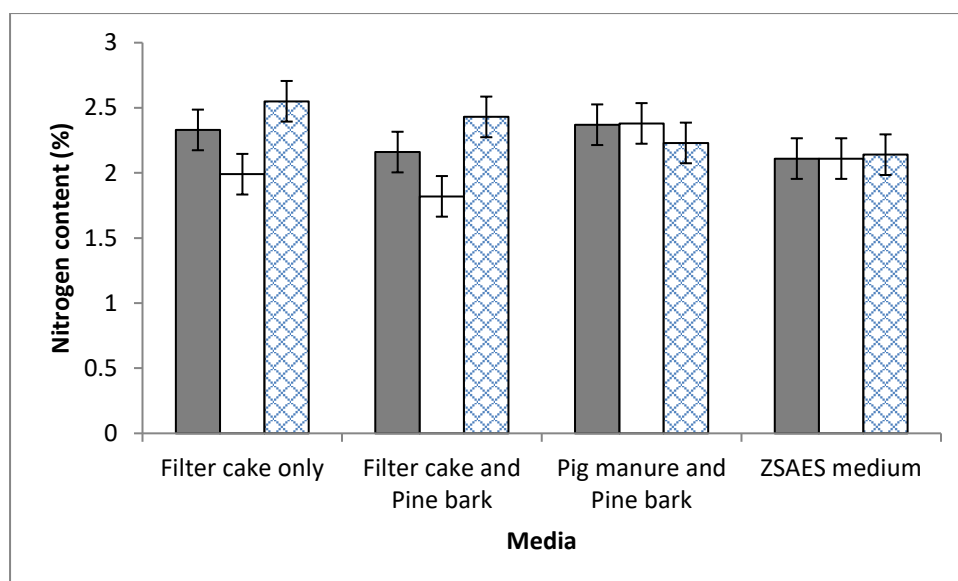 Nitrogen content (%)
3
2.5
2
1.5
1
0.5
0
Filter cake only
Filter cake and
Pine bark
Pig manure and
Pine bark
ZSAES medium
Media